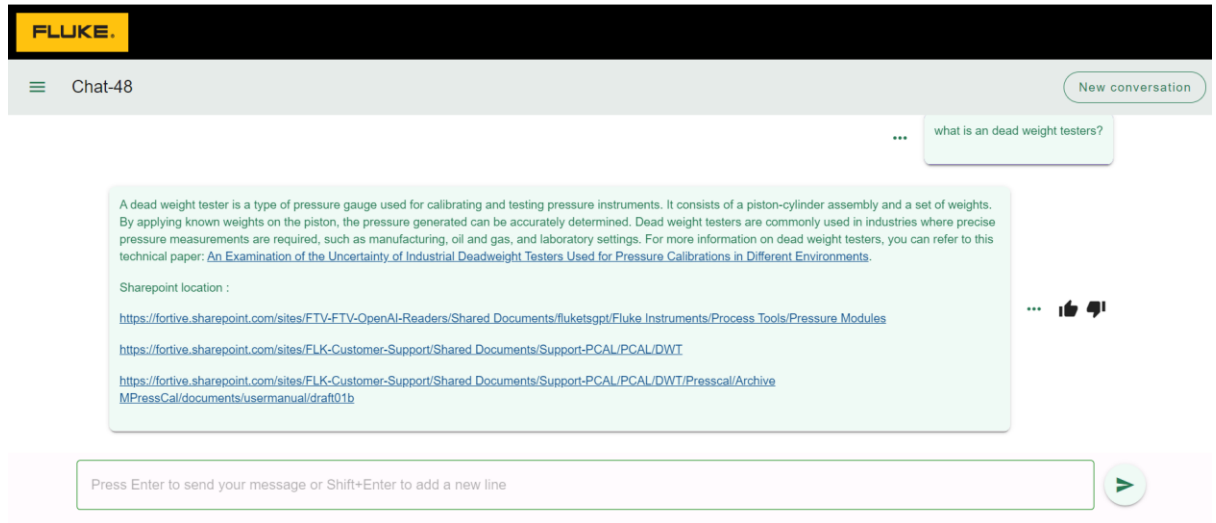 FLUKE.
Chat-48
New conversation
what is an dead weight testers?
A dead weight tester is a type of pressure gauge used for calibrating and testing pressure instruments. It consists of a piston-cylinder assembly and a set of weights.
By applying known weights on the piston, the pressure generated can be accurately determined. Dead weight testers are commonly used in industries where precise
pressure measurements are required, such as manufacturing, oil and gas, and laboratory settings. For more information on dead weight testers, you can refer to this
technical paper: An Examination of the Uncertainty of Industrial Deadweight Testers Used for Pressure Calibrations in Different Environments.
Sharepoint location :
https://fortive.sharepoint.com/sites/FTV-FTV-OpenAI-Readers/Shared Documents/fluketsgpt/Fluke Instruments/Process Tools/Pressure Modules
https://fortive.sharepoint.com/sites/FLK-Customer-Support/Shared Documents/Support-PCAL/PCAL/DWT
https://fortive.sharepoint.com/sites/FLK-Customer-Support/Shared Documents/Support-PCAL/PCAL/DWT/Presscal/Archive
MPressCal/documents/usermanual/draft01b
Press Enter to send your message or Shift+Enter to add a new line